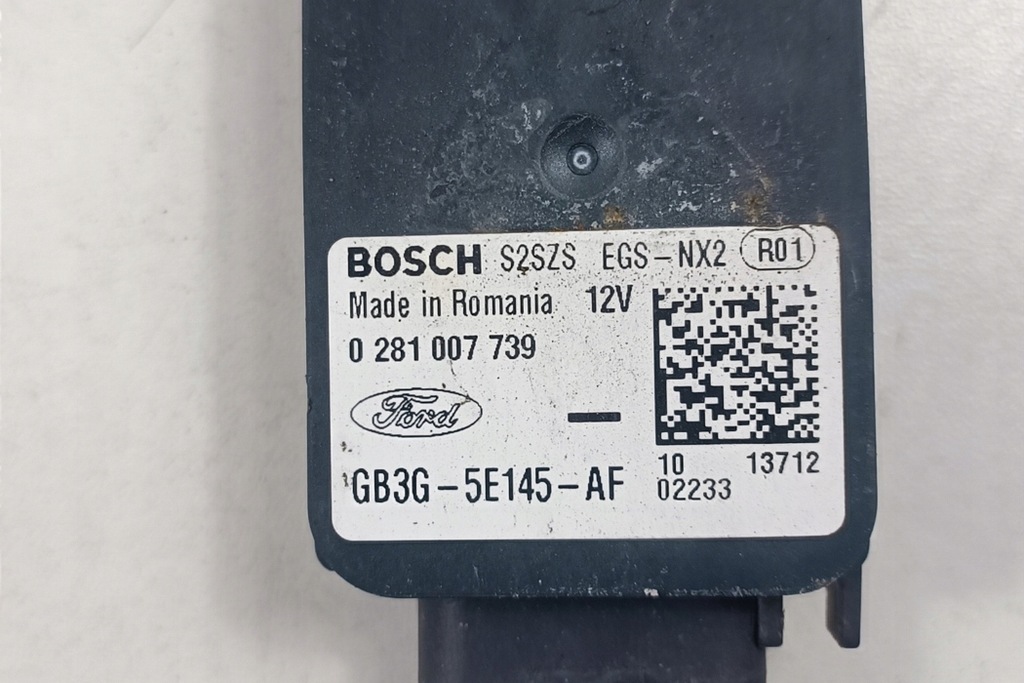 BOSCH S2SZS EGS-NX2 R01
Made in Romania 12V
0 281 007 739
Ford —
GB3G-5E145-AF
10 13712
02233